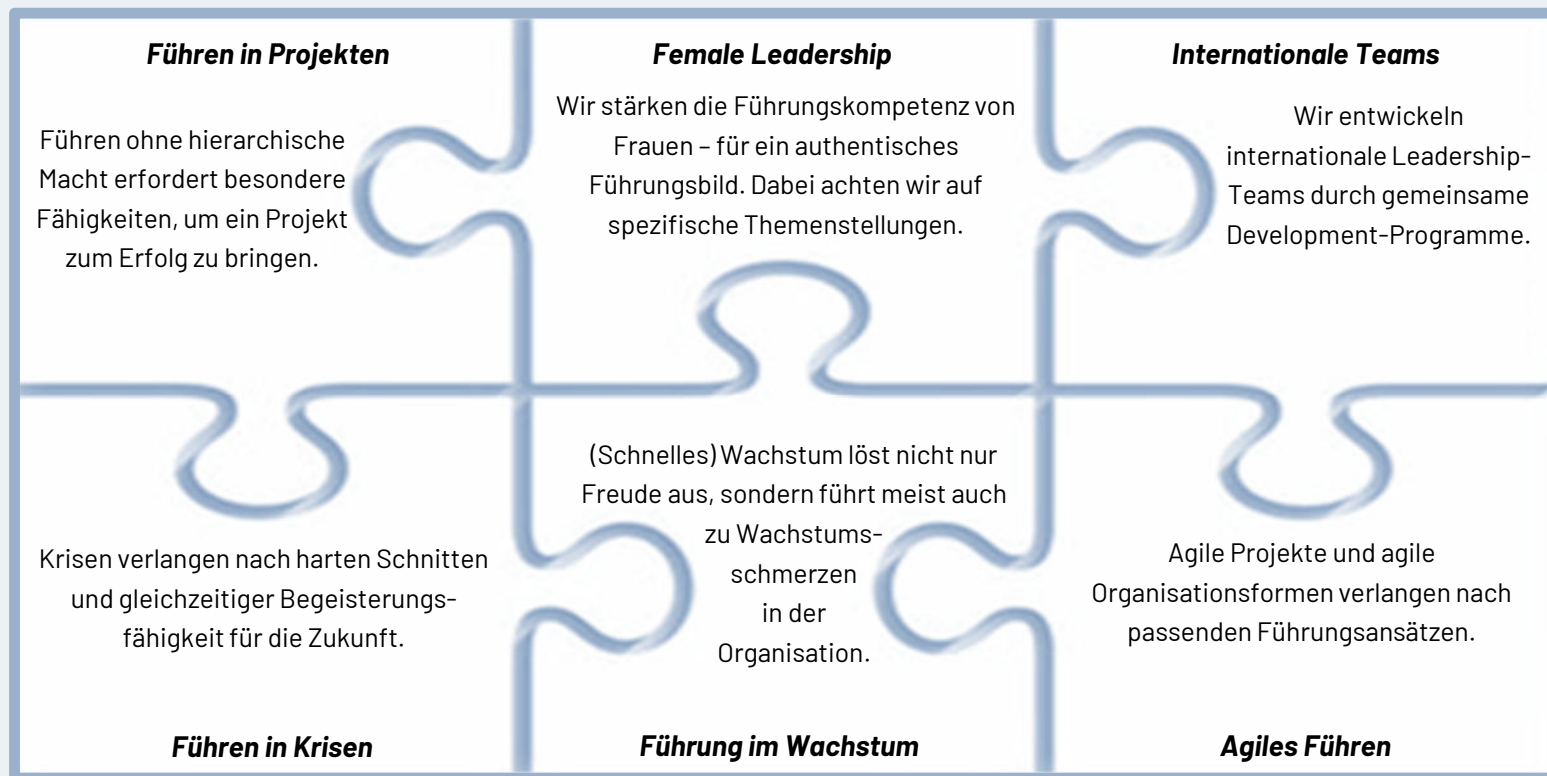 Führen in Projekten
Führen ohne hierarchische
Macht erfordert besondere
Fähigkeiten, um ein Projekt
zum Erfolg zu bringen.
Female Leadership
Wir stärken die Führungskompetenz von
Frauen – für ein authentisches
Führungsbild. Dabei achten wir auf
spezifische Themenstellungen.
Internationale Teams
Wir entwickeln
internationale Leadership-
Teams durch gemeinsame
Development-Programme.
Krisen verlangen nach harten Schnitten
und gleichzeitiger Begeisterungs-
fähigkeit für die Zukunft.
Führen in Krisen
(Schnelles) Wachstum löst nicht nur
Freude aus, sondern führt meist auch
zu Wachstums-
schmerzen
in der
Organisation.
Führung im Wachstum
Agile Projekte und agile
Organisationsformen verlangen nach
passenden Führungsansätzen.
Agiles Führen